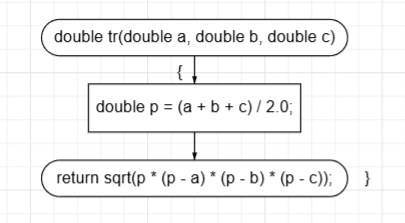 double tr(double a, double b, double c)
{
double p = (a + b + c) / 2.0;
return sqrt(p * (p - a) * (p - b) * (p - c)); }